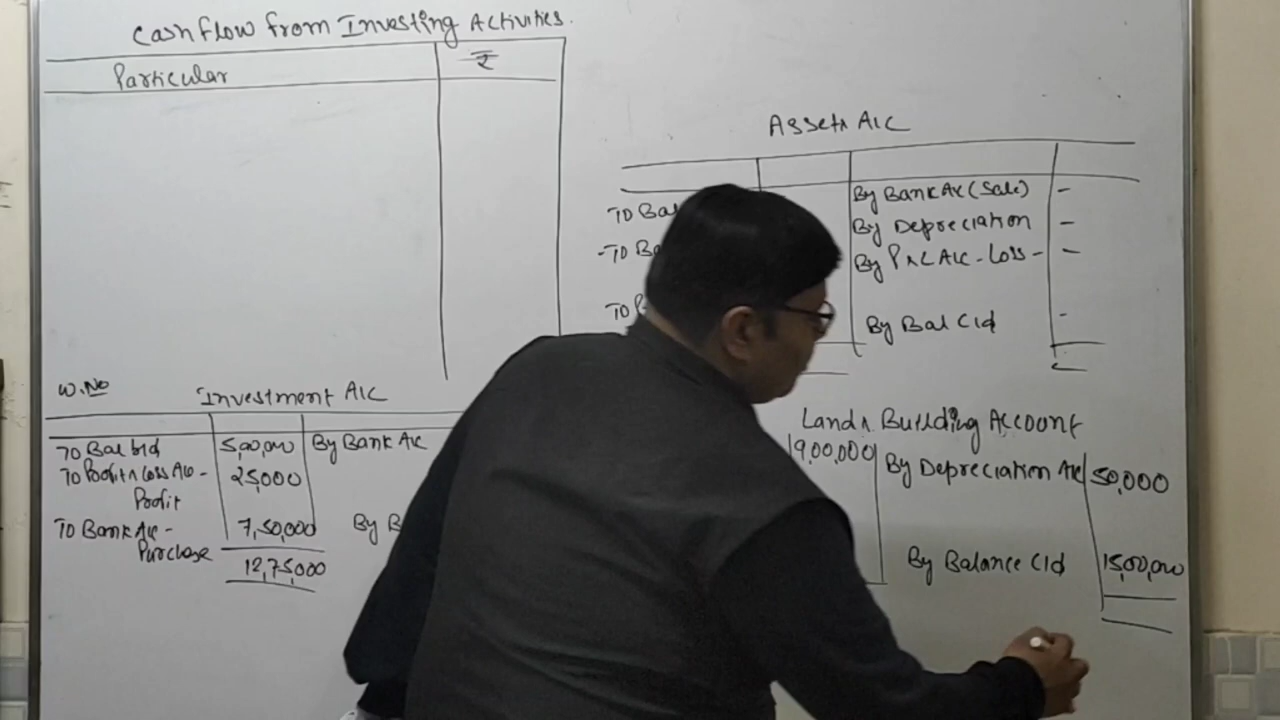 Cash flow from Investing Activities.
Particular ₹
Assets A/C
By Bank A/c (Sale) -
To Bal
By Depreciation -
By P & L A/c - Loss - -
By Bal C/d -
W.No Investment A/C
To Bal b/d 5,00,000 By Bank A/c
To Profit & Loss A/c - 25,000
Profit
To Bank A/c - 7,50,000
Purchase
12,75,000
Land & Building Account
9,00,000 By Depreciation A/c 50,000
By Balance C/d 15,00,000